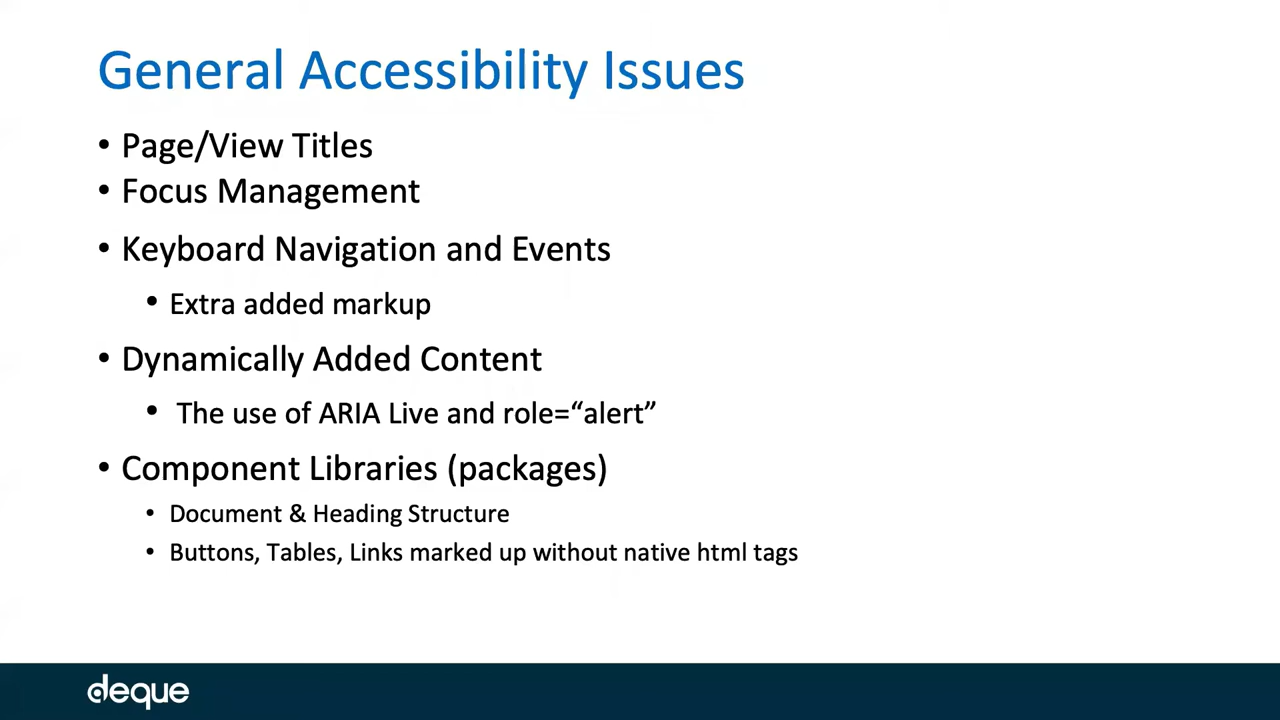 General Accessibility Issues
• Page/View Titles
• Focus Management
• Keyboard Navigation and Events
• Extra added markup
• Dynamically Added Content
• The use of ARIA Live and role=“alert”
• Component Libraries (packages)
• Document & Heading Structure
• Buttons, Tables, Links marked up without native html tags
deque